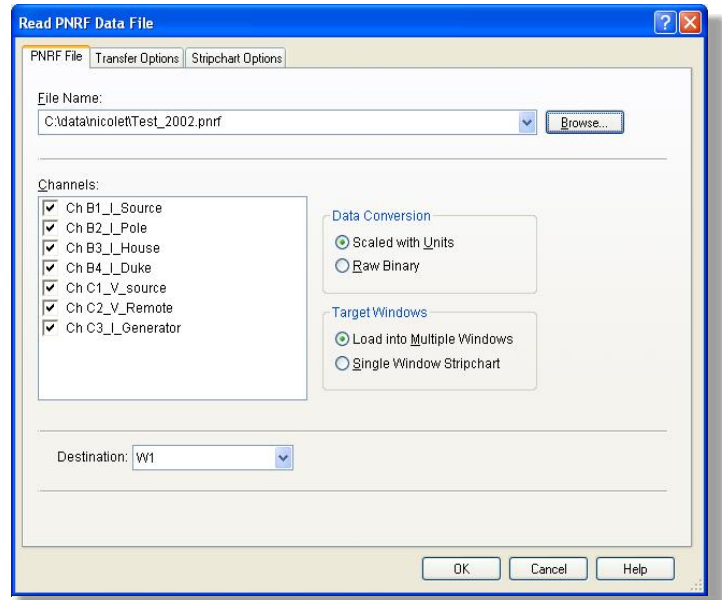 Read PNRF Data File
PNRF File Transfer Options Stripchart Options
File Name:
C:\data\nicolet\Test_2002.pnrf Browse...
Channels:
Ch B1_I_Source
Ch B2_I_Pole
Ch B3_I_House
Ch B4_I_Duke
Ch C1_V_source
Ch C2_V_Remote
Ch C3_I_Generator
Data Conversion
Scaled with Units
Raw Binary
Target Windows
Load into Multiple Windows
Single Window Stripchart
Destination: W1
OK Cancel Help